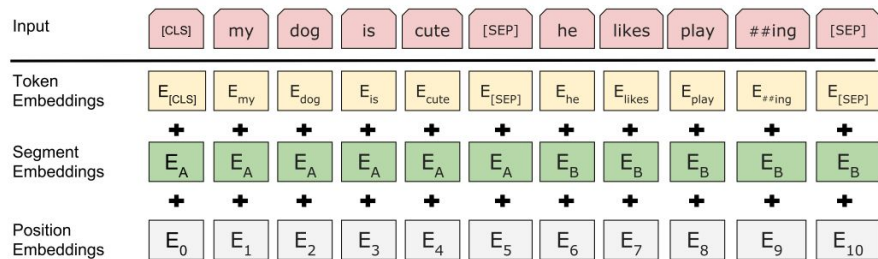 Input [CLS] my dog is cute [SEP] he likes play ##ing [SEP]
Token Embeddings E[CLS] Emy Edog Eis Ecute E[SEP] Ehe Elikes Eplay E##ing E[SEP]
+ + + + + + + + + + +
Segment Embeddings EA EA EA EA EA EA EB EB EB EB EB
+ + + + + + + + + + +
Position Embeddings E0 E1 E2 E3 E4 E5 E6 E7 E8 E9 E10